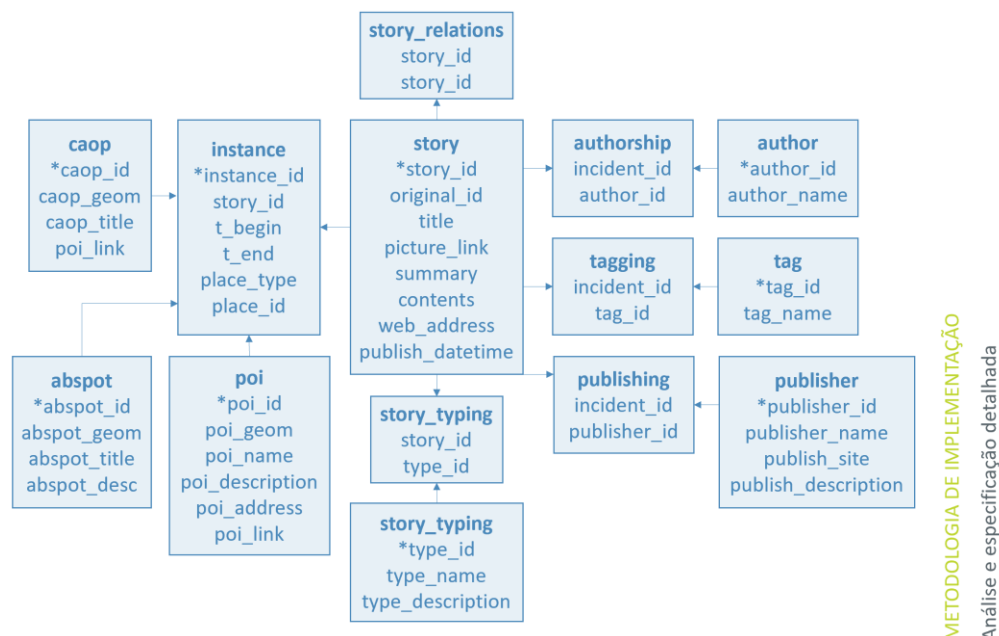 story_relations
story_id
story_id
caop
*caop_id
caop_geom
caop_title
poi_link
instance
*instance_id
story_id
t_begin
t_end
place_type
place_id
story
*story_id
original_id
title
picture_link
summary
contents
web_address
publish_datetime
authorship
incident_id
author_id
author
*author_id
author_name
tagging
incident_id
tag_id
tag
*tag_id
tag_name
abspot
*abspot_id
abspot_geom
abspot_title
abspot_desc
poi
*poi_id
poi_geom
poi_name
poi_description
poi_address
poi_link
story_typing
story_id
type_id
publishing
incident_id
publisher_id
publisher
*publisher_id
publisher_name
publish_site
publish_description
story_typing
*type_id
type_name
type_description
METODOLOGIA DE IMPLEMENTAÇÃO
Análise e especificação detalhada